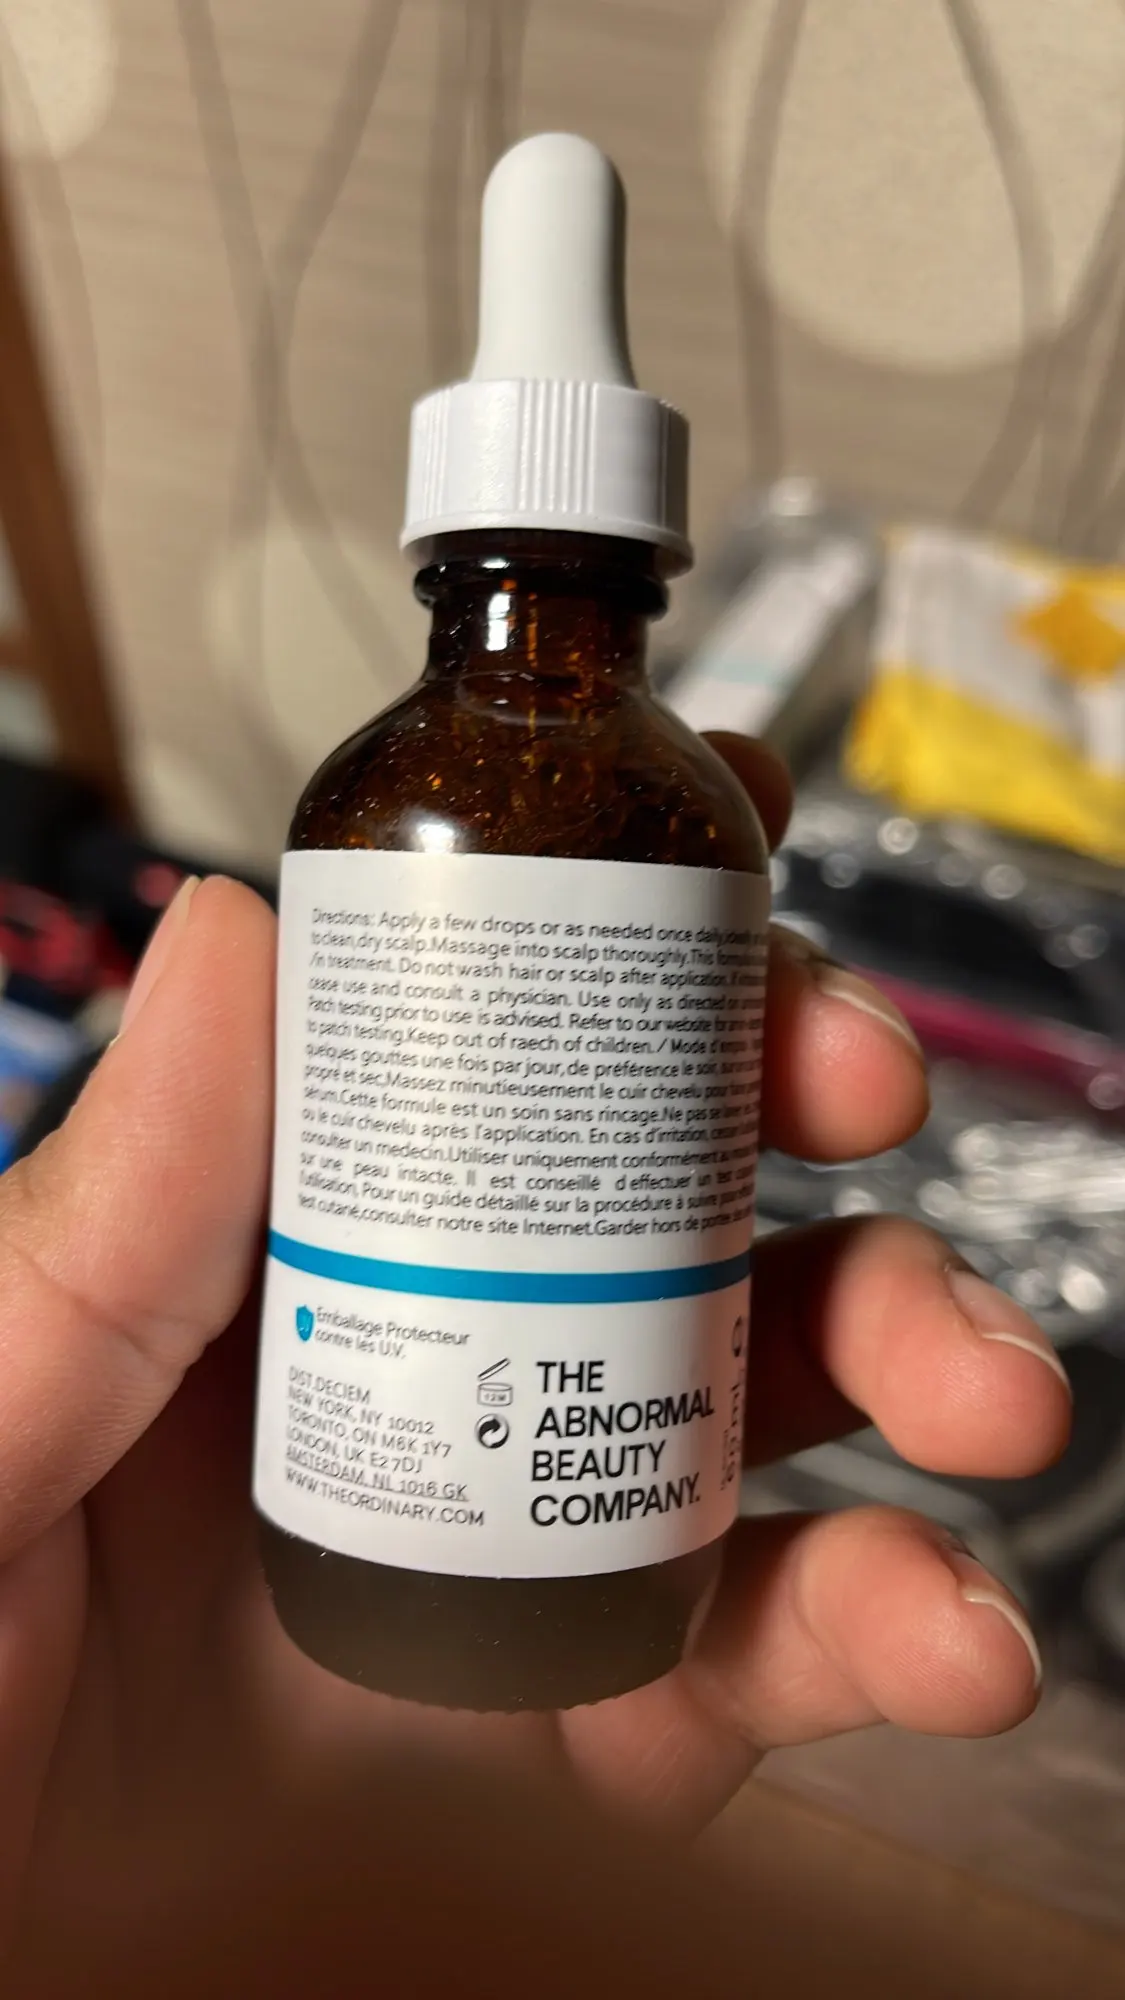 Directions: Apply a few drops or as needed once daily,
to clean,dry scalp.Massage into scalp thoroughly.This
/in treatment. Do not wash hair or scalp after application.
cease use and consult a physician. Use only as directed
Patch testing prior to use is advised. Refer to our website
to patch testing.Keep out of raech of children. / Mode d'emploi
quelques gouttes une fois par jour, de préférence le soir,
propre et sec.Massez minutieusement le cuir chevelu pour
sérum.Cette formule est un soin sans rincage.Ne pas se laver
ou le cuir chevelu après l'application. En cas d'irritation,
consulter un medecin.Utiliser uniquement conformément
sur une peau intacte. Il est conseillé d effectuer un test
l'utilisation, Pour un guide détaillé sur la procédure à suivre
test cutané,consulter notre site Internet.Garder hors de portée
Emballage Protecteur
contre les U.V.
DIST.DECIEM
NEW YORK, NY 10012
TORONTO, ON M6K 1Y7
LONDON, UK E2 7DJ
AMSTERDAM, NL 1016 GK
WWW.THEORDINARY.COM
12M
THE
ABNORMAL
BEAUTY
COMPANY.